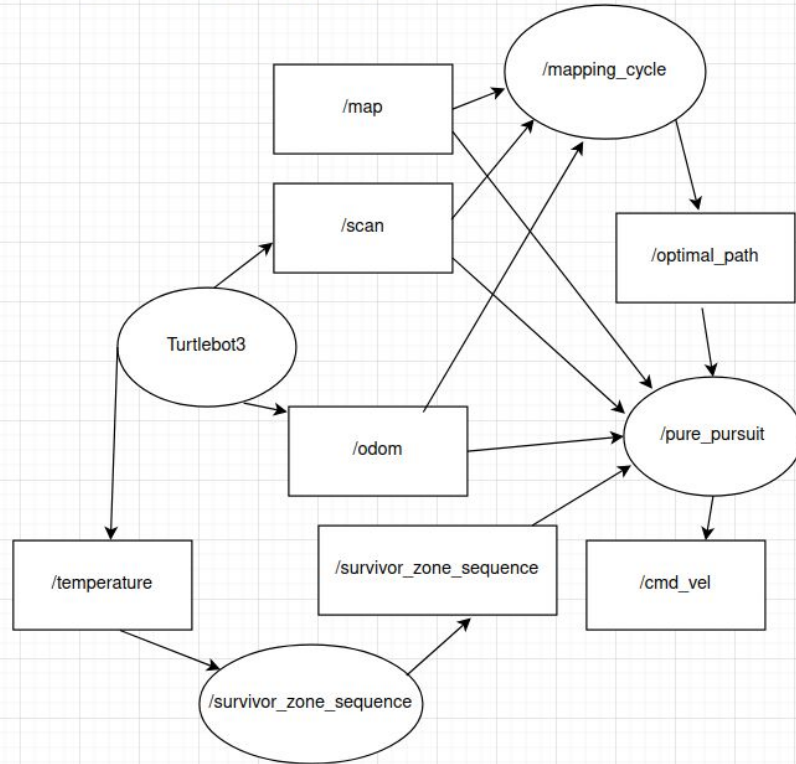 /mapping_cycle
/map
/scan
/optimal_path
Turtlebot3
/pure_pursuit
/odom
/survivor_zone_sequence
/temperature
/cmd_vel
/survivor_zone_sequence